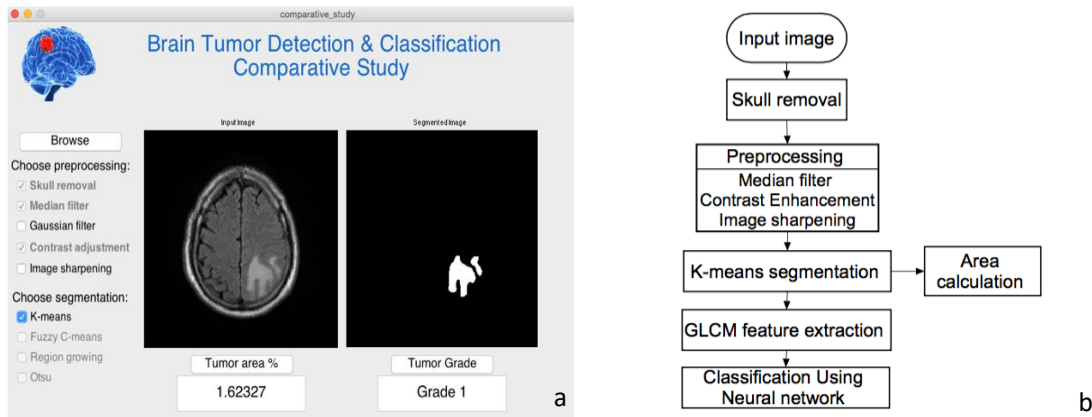 comparative_study
Brain Tumor Detection & Classification
Comparative Study
Browse
Choose preprocessing:
Skull removal
Median filter
Gaussian filter
Contrast adjustment
Image sharpening
Choose segmentation:
K-means
Fuzzy C-means
Region growing
Otsu
Input Image
Segmented Image
Tumor area %
1.62327
Tumor Grade
Grade 1
a
Input image
Skull removal
Preprocessing
Median filter
Contrast Enhancement
Image sharpening
K-means segmentation
Area
calculation
GLCM feature extraction
Classification Using
Neural network
b